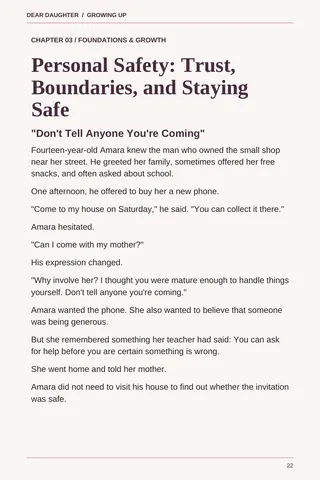 DEAR DAUGHTER / GROWING UP
CHAPTER 03 / FOUNDATIONS & GROWTH
Personal Safety: Trust,
Boundaries, and Staying
Safe
"Don't Tell Anyone You're Coming"
Fourteen-year-old Amara knew the man who owned the small shop
near her street. He greeted her family, sometimes offered her free
snacks, and often asked about school.
One afternoon, he offered to buy her a new phone.
"Come to my house on Saturday," he said. "You can collect it there."
Amara hesitated.
"Can I come with my mother?"
His expression changed.
"Why involve her? I thought you were mature enough to handle things
yourself. Don't tell anyone you're coming."
Amara wanted the phone. She also wanted to believe that someone
was being generous.
But she remembered something her teacher had said: You can ask
for help before you are certain something is wrong.
She went home and told her mother.
Amara did not need to visit his house to find out whether the invitation
was safe.
22